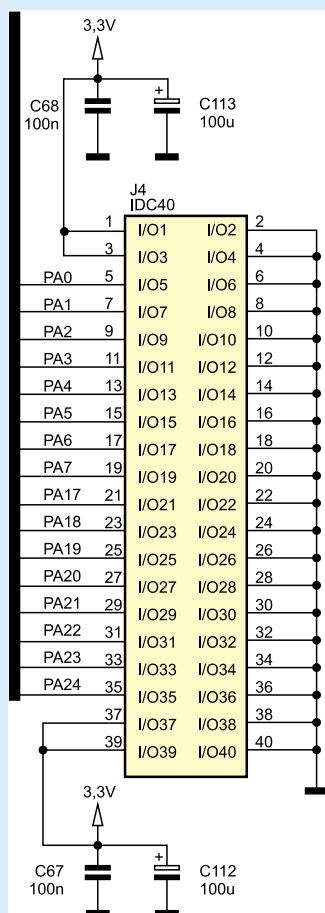 3,3V
C68
100n
+
C113
100u
J4
IDC40
1 I/O1 I/O2 2
3 I/O3 I/O4 4
PA0 5 I/O5 I/O6 6
PA1 7 I/O7 I/O8 8
PA2 9 I/O9 I/O10 10
PA3 11 I/O11 I/O12 12
PA4 13 I/O13 I/O14 14
PA5 15 I/O15 I/O16 16
PA6 17 I/O17 I/O18 18
PA7 19 I/O19 I/O20 20
PA17 21 I/O21 I/O22 22
PA18 23 I/O23 I/O24 24
PA19 25 I/O25 I/O26 26
PA20 27 I/O27 I/O28 28
PA21 29 I/O29 I/O30 30
PA22 31 I/O31 I/O32 32
PA23 33 I/O33 I/O34 34
PA24 35 I/O35 I/O36 36
37 I/O37 I/O38 38
39 I/O39 I/O40 40
3,3V
C67
100n
+
C112
100u